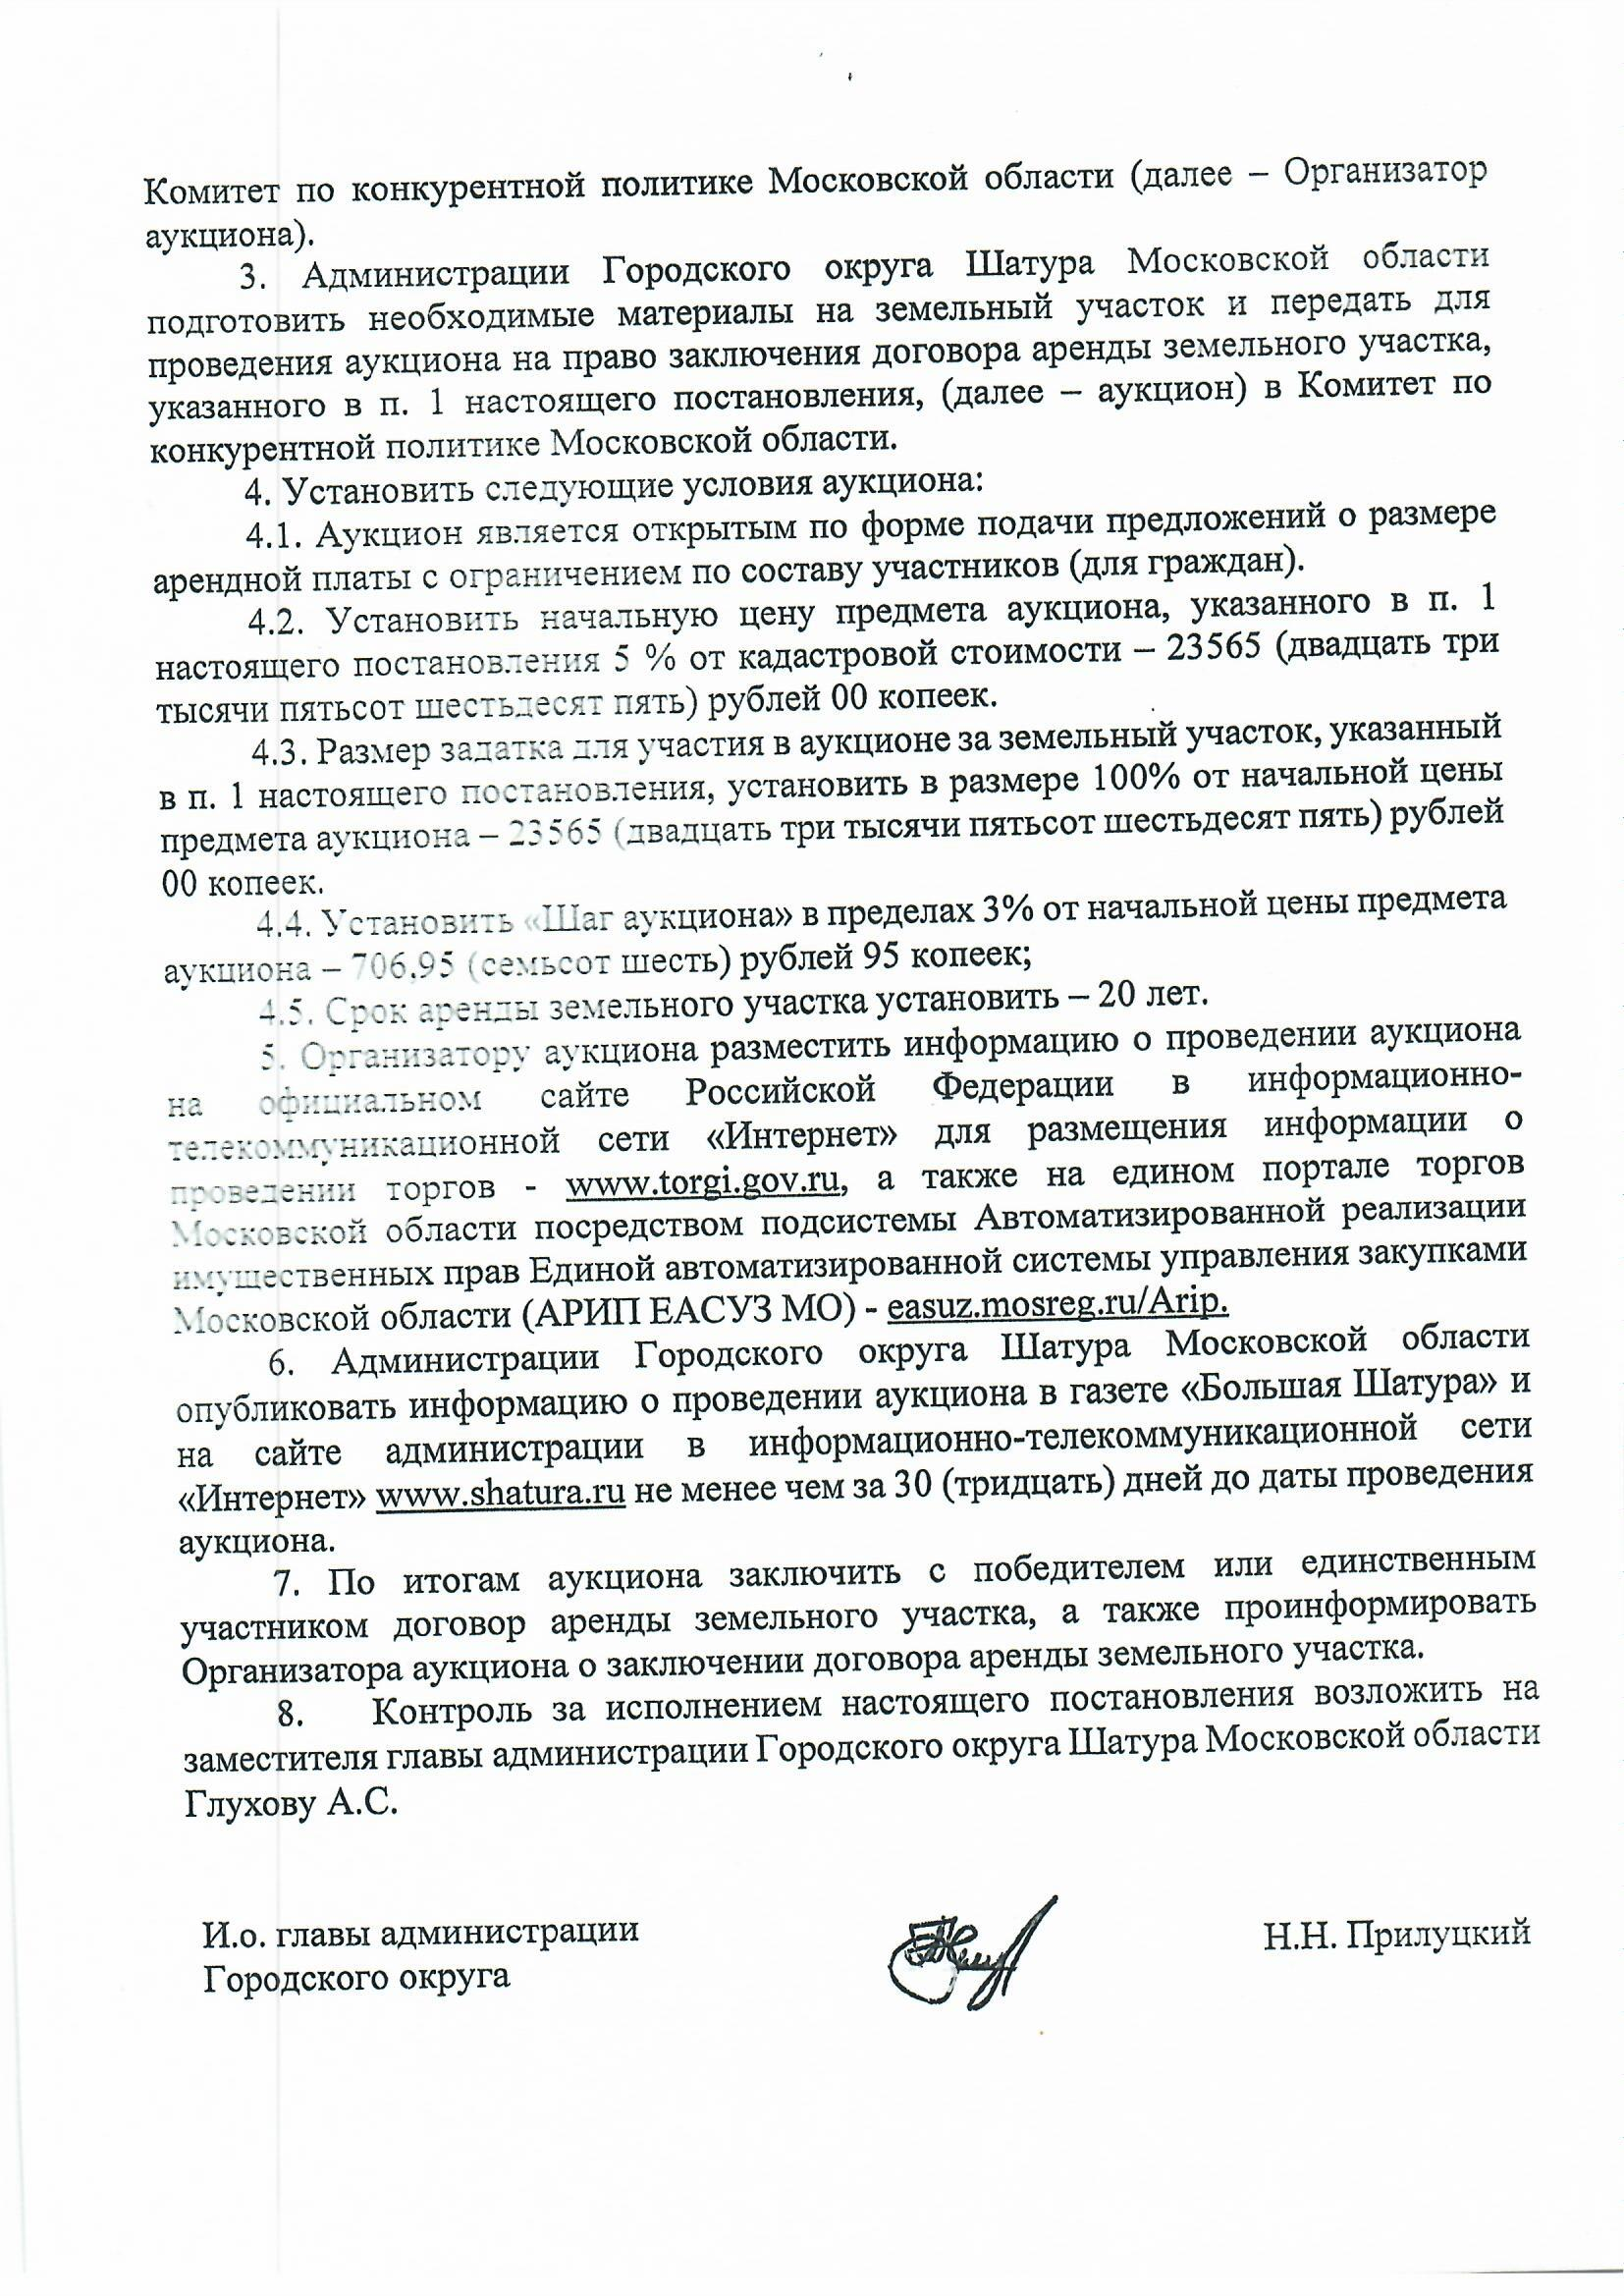 Комитет по конкурентной политике Московской области (далее – Организатор
аукциона).
3. Администрации Городского округа Шатура Московской области
подготовить необходимые материалы на земельный участок и передать для
проведения аукциона на право заключения договора аренды земельного участка,
указанного в п. 1 настоящего постановления, (далее – аукцион) в Комитет по
конкурентной политике Московской области.
4. Установить следующие условия аукциона:
4.1. Аукцион является открытым по форме подачи предложений о размере
арендной платы с ограничением по составу участников (для граждан).
4.2. Установить начальную цену предмета аукциона, указанного в п. 1
настоящего постановления 5 % от кадастровой стоимости – 23565 (двадцать три
тысячи пятьсот шестьдесят пять) рублей 00 копеек.
4.3. Размер задатка для участия в аукционе за земельный участок, указанный
в п. 1 настоящего постановления, установить в размере 100% от начальной цены
предмета аукциона – 23565 (двадцать три тысячи пятьсот шестьдесят пять) рублей
00 копеек.
4.4. Установить «Шаг аукциона» в пределах 3% от начальной цены предмета
аукциона – 706,95 (семьсот шесть) рублей 95 копеек;
4.5. Срок аренды земельного участка установить – 20 лет.
5. Организатору аукциона разместить информацию о проведении аукциона
на официальном сайте Российской Федерации в информационно-
телекоммуникационной сети «Интернет» для размещения информации о
проведении торгов - www.torgi.gov.ru, а также на едином портале торгов
Московской области посредством подсистемы Автоматизированной реализации
имущественных прав Единой автоматизированной системы управления закупками
Московской области (АРИП ЕАСУЗ МО) - easuz.mosreg.ru/Arip.
6. Администрации Городского округа Шатура Московской области
опубликовать информацию о проведении аукциона в газете «Большая Шатура» и
на сайте администрации в информационно-телекоммуникационной сети
«Интернет» www.shatura.ru не менее чем за 30 (тридцать) дней до даты проведения
аукциона.
7. По итогам аукциона заключить с победителем или единственным
участником договор аренды земельного участка, а также проинформировать
Организатора аукциона о заключении договора аренды земельного участка.
8. Контроль за исполнением настоящего постановления возложить на
заместителя главы администрации Городского округа Шатура Московской области
Глухову А.С.
И.о. главы администрации
Городского округа
Н.Н. Прилуцкий